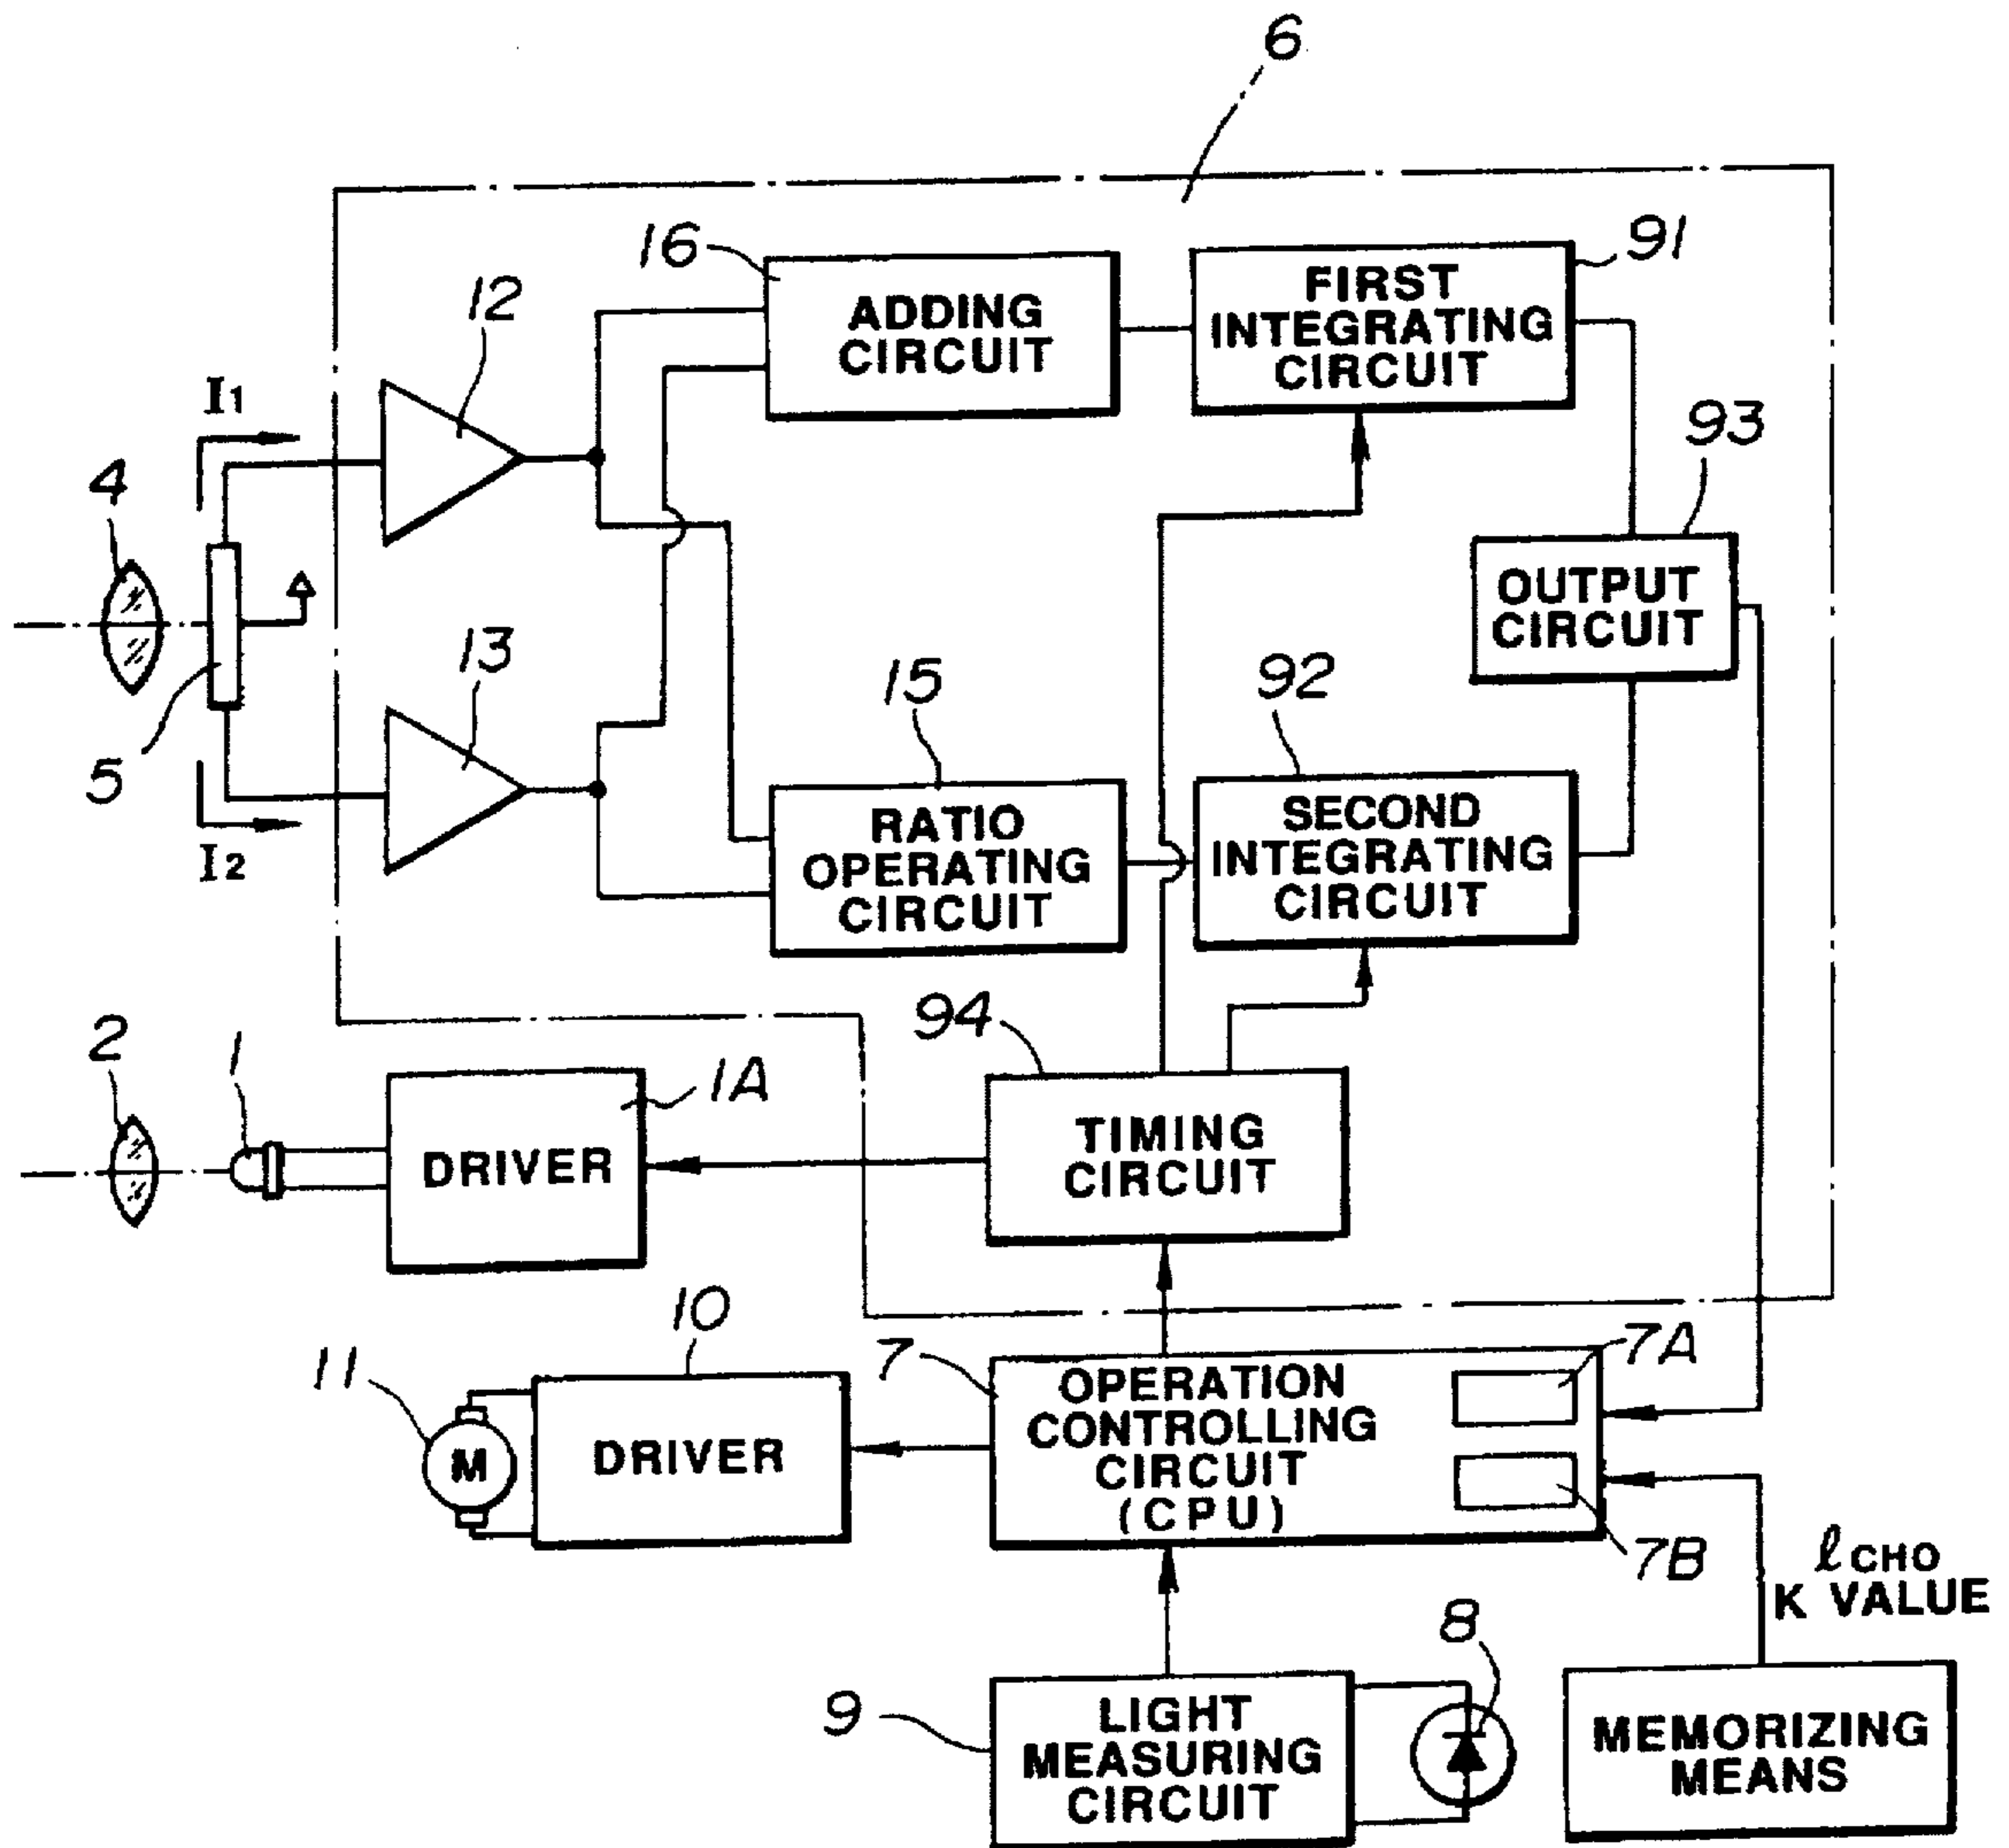 6
16
91
ADDING
CIRCUIT
FIRST
INTEGRATING
CIRCUIT
12
I1
93
4
OUTPUT
CIRCUIT
13
15
92
5
I2
RATIO
OPERATING
CIRCUIT
SECOND
INTEGRATING
CIRCUIT
94
2
1
1A
DRIVER
TIMING
CIRCUIT
10
7
7A
11
M
DRIVER
OPERATION
CONTROLLING
CIRCUIT
(CPU)
7B
ℓCHO
K VALUE
8
9
LIGHT
MEASURING
CIRCUIT
MEMORIZING
MEANS